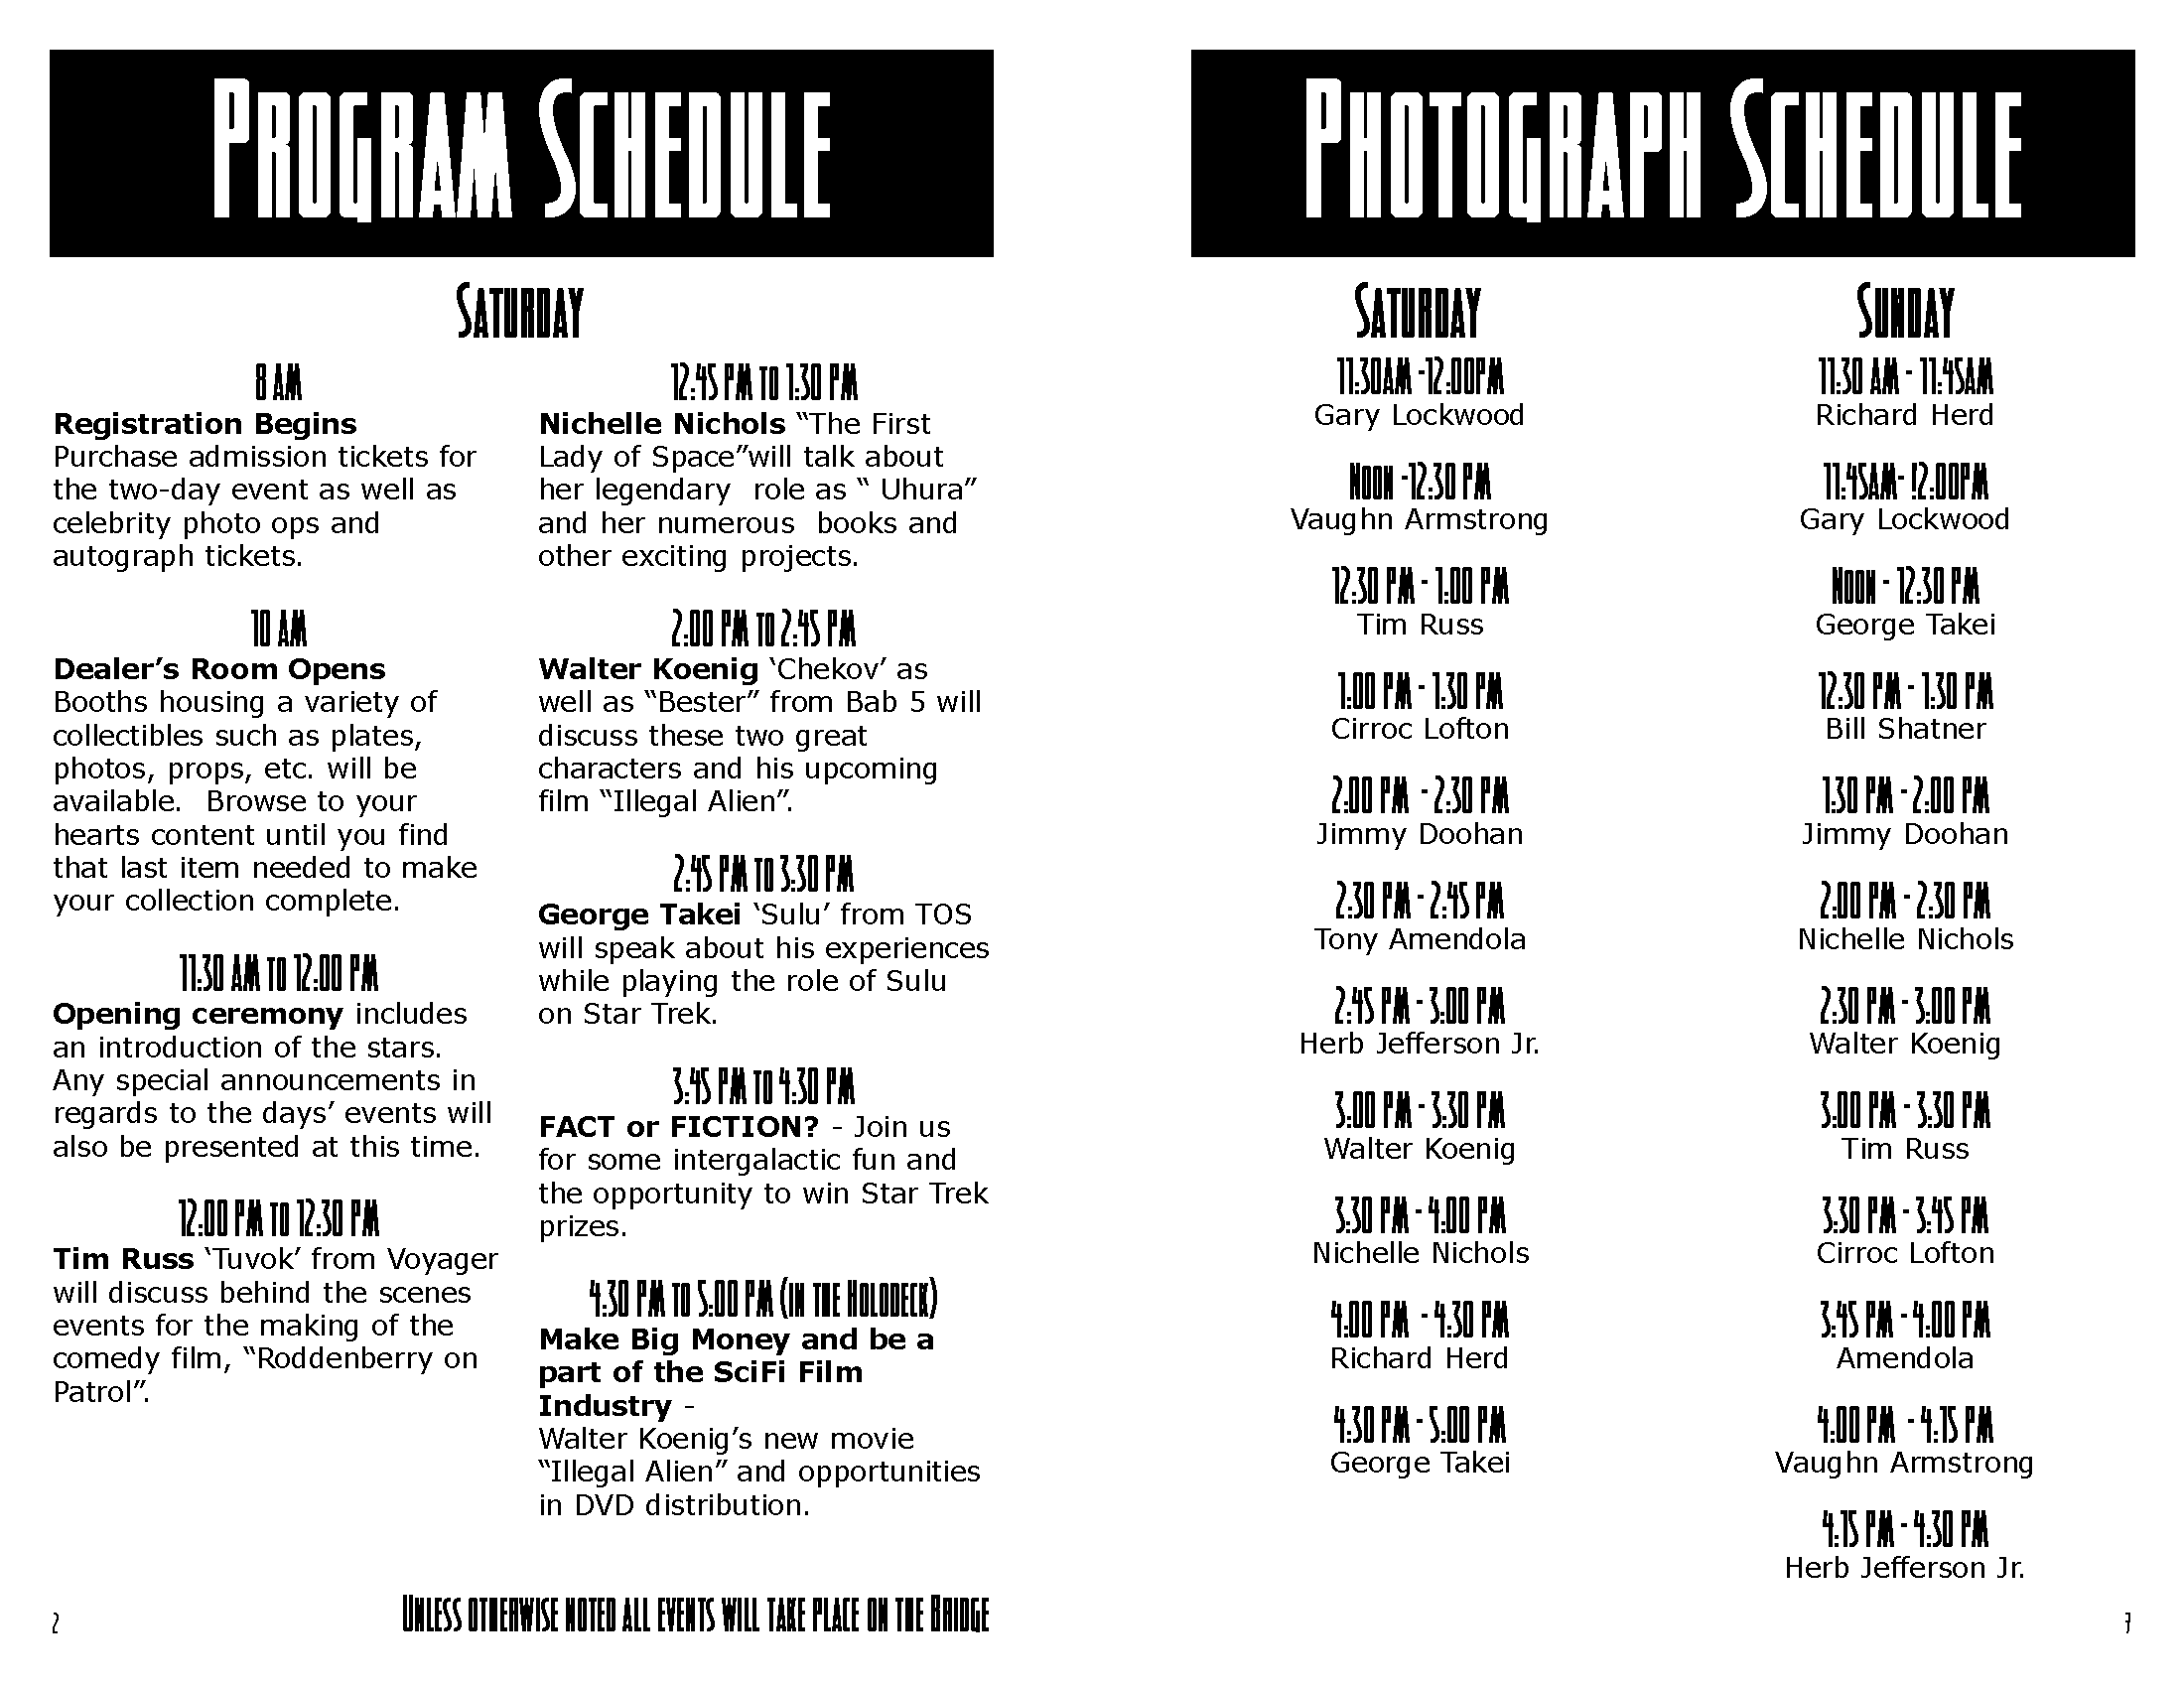 Program Schedule
Saturday
8 AM
Registration Begins
Purchase admission tickets for
the two-day event as well as
celebrity photo ops and
autograph tickets.
10 AM
Dealer’s Room Opens
Booths housing a variety of
collectibles such as plates,
photos, props, etc. will be
available.  Browse to your
hearts content until you find
that last item needed to make
your collection complete.
11:30 AM to 12:00 PM
Opening ceremony includes
an introduction of the stars.
Any special announcements in
regards to the days’ events will
also be presented at this time.
12:00 PM to 12:30 PM
Tim Russ ‘Tuvok’ from Voyager
will discuss behind the scenes
events for the making of the
comedy film, “Roddenberry on
Patrol”.
12:45 PM to 1:30 PM
Nichelle Nichols “The First
Lady of Space”will talk about
her legendary  role as “ Uhura”
and her numerous  books and
other exciting projects.
2:00 PM to 2:45 PM
Walter Koenig ‘Chekov’ as
well as “Bester” from Bab 5 will
discuss these two great
characters and his upcoming
film “Illegal Alien”.
2:45 PM to 3:30 PM
George Takei ‘Sulu’ from TOS
will speak about his experiences
while playing the role of Sulu
on Star Trek.
3:45 PM to 4:30 PM
FACT or FICTION? - Join us
for some intergalactic fun and
the opportunity to win Star Trek
prizes.
4:30 PM to 5:00 PM (in the Holodeck)
Make Big Money and be a
part of the SciFi Film
Industry -
Walter Koenig’s new movie
“Illegal Alien” and opportunities
in DVD distribution.
Unless otherwise noted all events will take place on the Bridge
2
Photograph Schedule
Saturday
11:30AM -12:00PM
Gary Lockwood
Noon -12:30 PM
Vaughn Armstrong
12:30 PM - 1:00 PM
Tim Russ
1:00 PM - 1:30 PM
Cirroc Lofton
2:00 PM  - 2:30 PM
Jimmy Doohan
2:30 PM - 2:45 PM
Tony Amendola
2:45 PM - 3:00 PM
Herb Jefferson Jr.
3:00 PM - 3:30 PM
Walter Koenig
3:30 PM - 4:00 PM
Nichelle Nichols
4:00 PM  - 4:30 PM
Richard Herd
4:30 PM - 5:00 PM
George Takei
Sunday
11:30 AM - 11:45AM
Richard Herd
11:45AM- !2:00PM
Gary Lockwood
Noon - 12:30 PM
George Takei
12:30 PM - 1:30 PM
Bill Shatner
1:30 PM - 2:00 PM
Jimmy Doohan
2:00 PM - 2:30 PM
Nichelle Nichols
2:30 PM - 3:00 PM
Walter Koenig
3:00 PM - 3:30 PM
Tim Russ
3:30 PM - 3:45 PM
Cirroc Lofton
3:45 PM - 4:00 PM
Amendola
4:00 PM  - 4:15 PM
Vaughn Armstrong
4:15 PM - 4:30 PM
Herb Jefferson Jr.
7